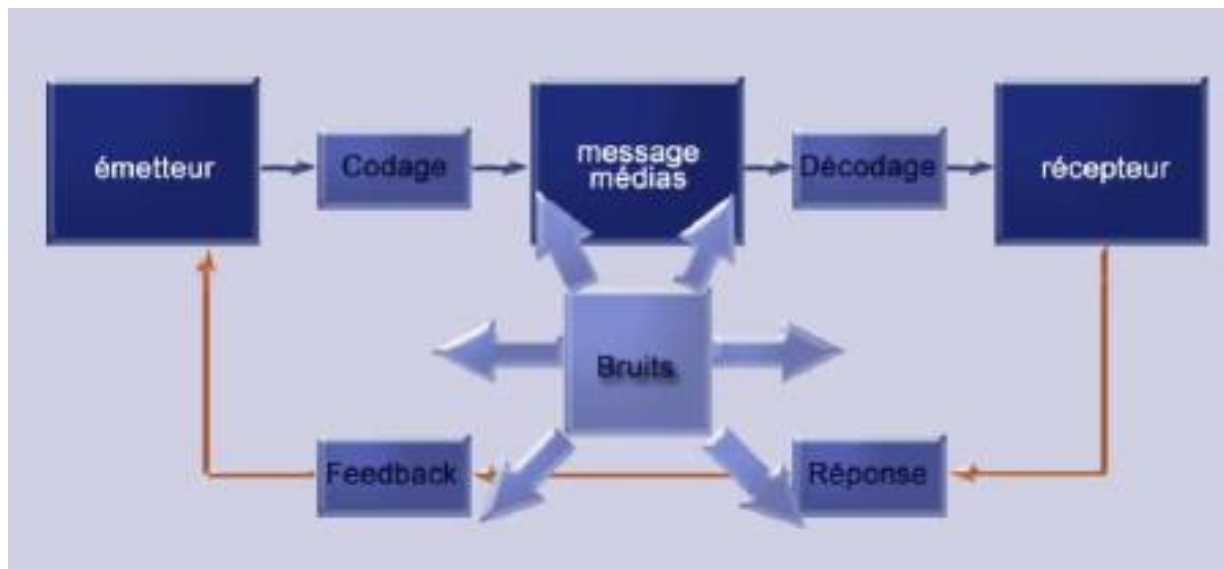 émetteur
Codage
message
médias
Décodage
récepteur
Bruits
Feedback
Réponse